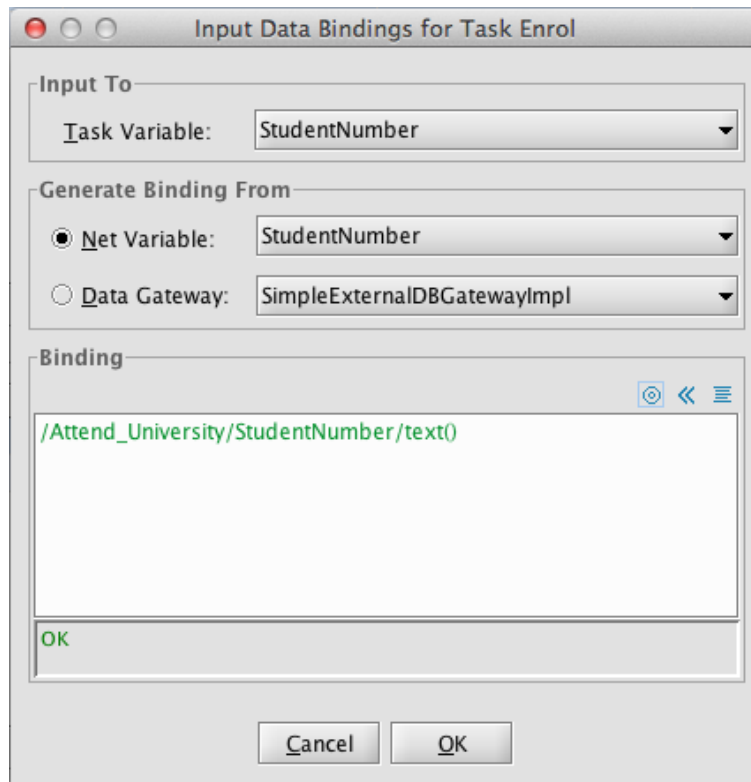 Input Data Bindings for Task Enrol
Input To
Task Variable: StudentNumber
Generate Binding From
Net Variable: StudentNumber
Data Gateway: SimpleExternalDBGatewayImpl
Binding
/Attend_University/StudentNumber/text()
OK
Cancel OK